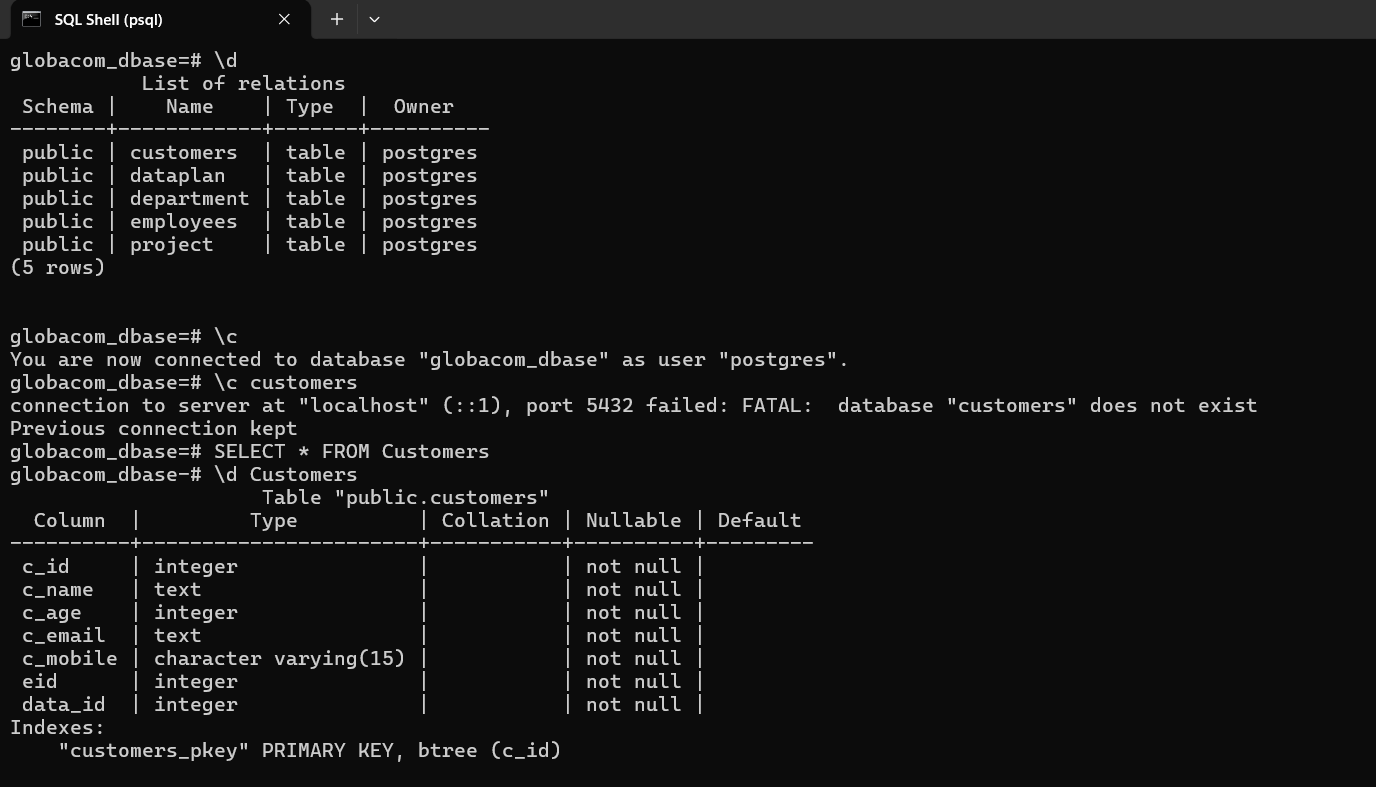 SQL Shell (psql)
globacom_dbase=# \d
            List of relations
 Schema |    Name    | Type  |  Owner
--------+------------+-------+----------
 public | customers  | table | postgres
 public | dataplan   | table | postgres
 public | department | table | postgres
 public | employees  | table | postgres
 public | project    | table | postgres
(5 rows)
globacom_dbase=# \c
You are now connected to database "globacom_dbase" as user "postgres".
globacom_dbase=# \c customers
connection to server at "localhost" (::1), port 5432 failed: FATAL:  database "customers" does not exist
Previous connection kept
globacom_dbase=# SELECT * FROM Customers
globacom_dbase-# \d Customers
                     Table "public.customers"
  Column  |         Type          | Collation | Nullable | Default
----------+-----------------------+-----------+----------+---------
 c_id     | integer               |           | not null |
 c_name   | text                  |           | not null |
 c_age    | integer               |           | not null |
 c_email  | text                  |           | not null |
 c_mobile | character varying(15) |           | not null |
 eid      | integer               |           | not null |
 data_id  | integer               |           | not null |
Indexes:
    "customers_pkey" PRIMARY KEY, btree (c_id)